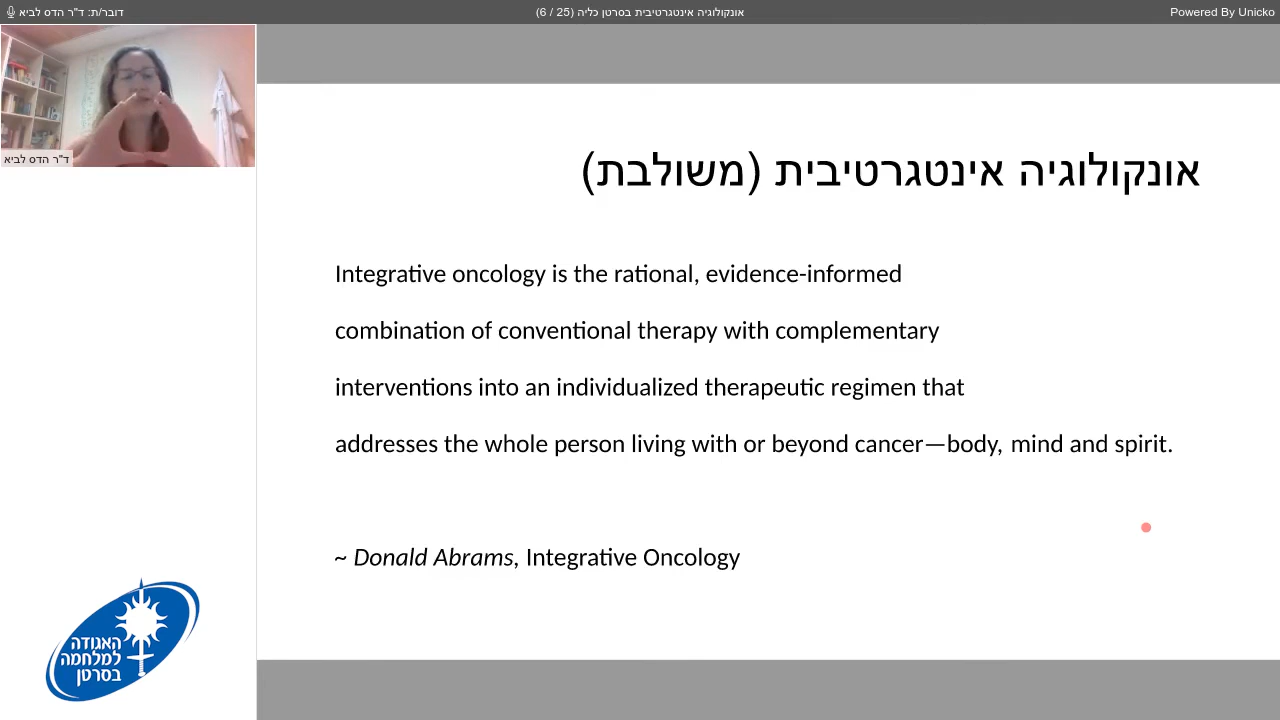 דובר/ת: ד"ר הדס לביא
אונקולוגיה אינטגרטיבית בסרטן כליה (25 / 6)
Powered By Unicko
ד"ר הדס לביא
אונקולוגיה אינטגרטיבית (משולבת)
Integrative oncology is the rational, evidence-informed
combination of conventional therapy with complementary
interventions into an individualized therapeutic regimen that
addresses the whole person living with or beyond cancer—body, mind and spirit.
~ Donald Abrams, Integrative Oncology
האגודה
למלחמה
בסרטן